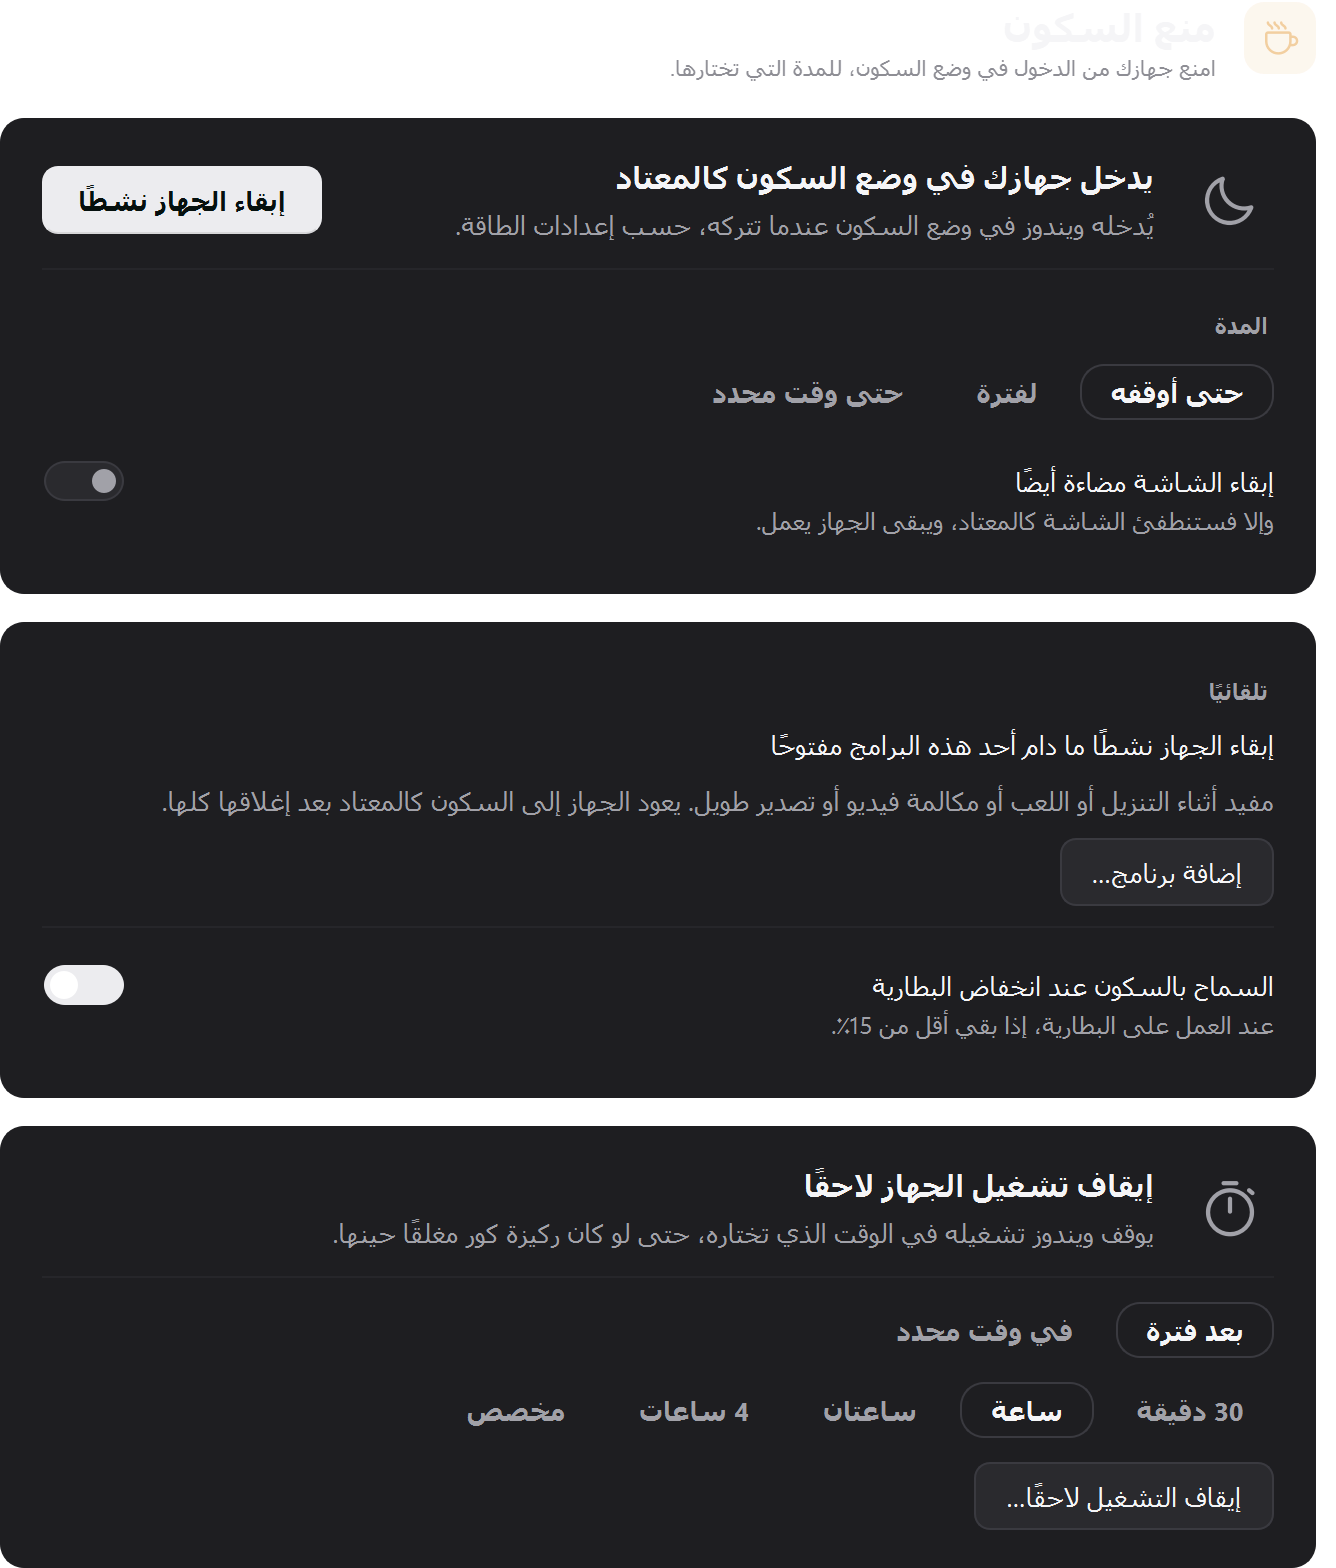 منع السكون
امنع جهازك من الدخول في وضع السكون، للمدة التي تختارها.
يدخل جهازك في وضع السكون كالمعتاد
يُدخله ويندوز في وضع السكون عندما تتركه، حسب إعدادات الطاقة.
إبقاء الجهاز نشطًا
المدة
حتى أوقفه
لفترة
حتى وقت محدد
إبقاء الشاشة مضاءة أيضًا
وإلا فستنطفئ الشاشة كالمعتاد، ويبقى الجهاز يعمل.
تلقائيًا
إبقاء الجهاز نشطًا ما دام أحد هذه البرامج مفتوحًا
مفيد أثناء التنزيل أو اللعب أو مكالمة فيديو أو تصدير طويل. يعود الجهاز إلى السكون كالمعتاد بعد إغلاقها كلها.
إضافة برنامج...
السماح بالسكون عند انخفاض البطارية
عند العمل على البطارية، إذا بقي أقل من 15٪.
إيقاف تشغيل الجهاز لاحقًا
يوقف ويندوز تشغيله في الوقت الذي تختاره، حتى لو كان ركيزة كور مغلقًا حينها.
بعد فترة
في وقت محدد
30 دقيقة
ساعة
ساعتان
4 ساعات
مخصص
إيقاف التشغيل لاحقًا...